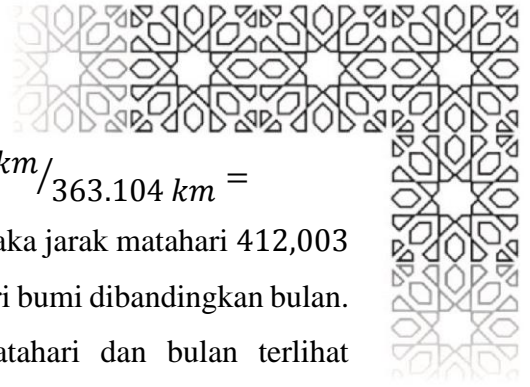 km/363.104 km =
aka jarak matahari 412,003
ri bumi dibandingkan bulan.
atahari dan bulan terlihat